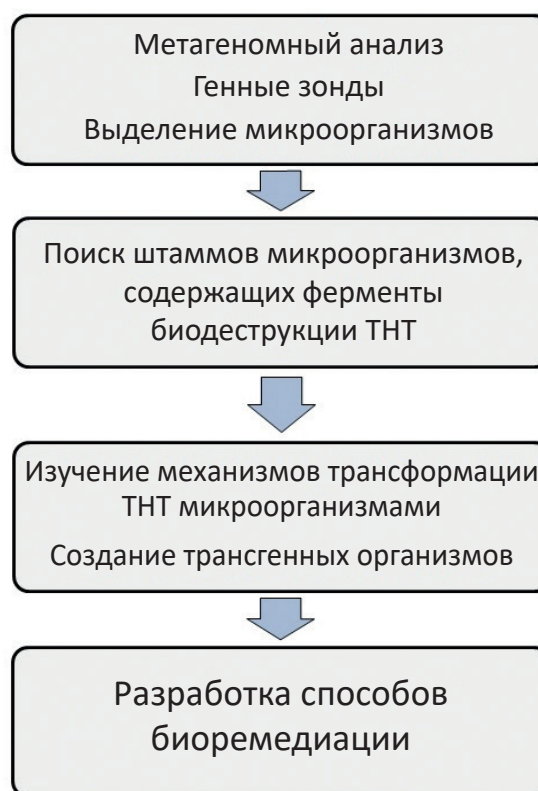 Метагеномный анализ
Генные зонды
Выделение микроорганизмов
Поиск штаммов микроорганизмов,
содержащих ферменты
биодеструкции ТНТ
Изучение механизмов трансформации
ТНТ микроорганизмами
Создание трансгенных организмов
Разработка способов
биоремедиации